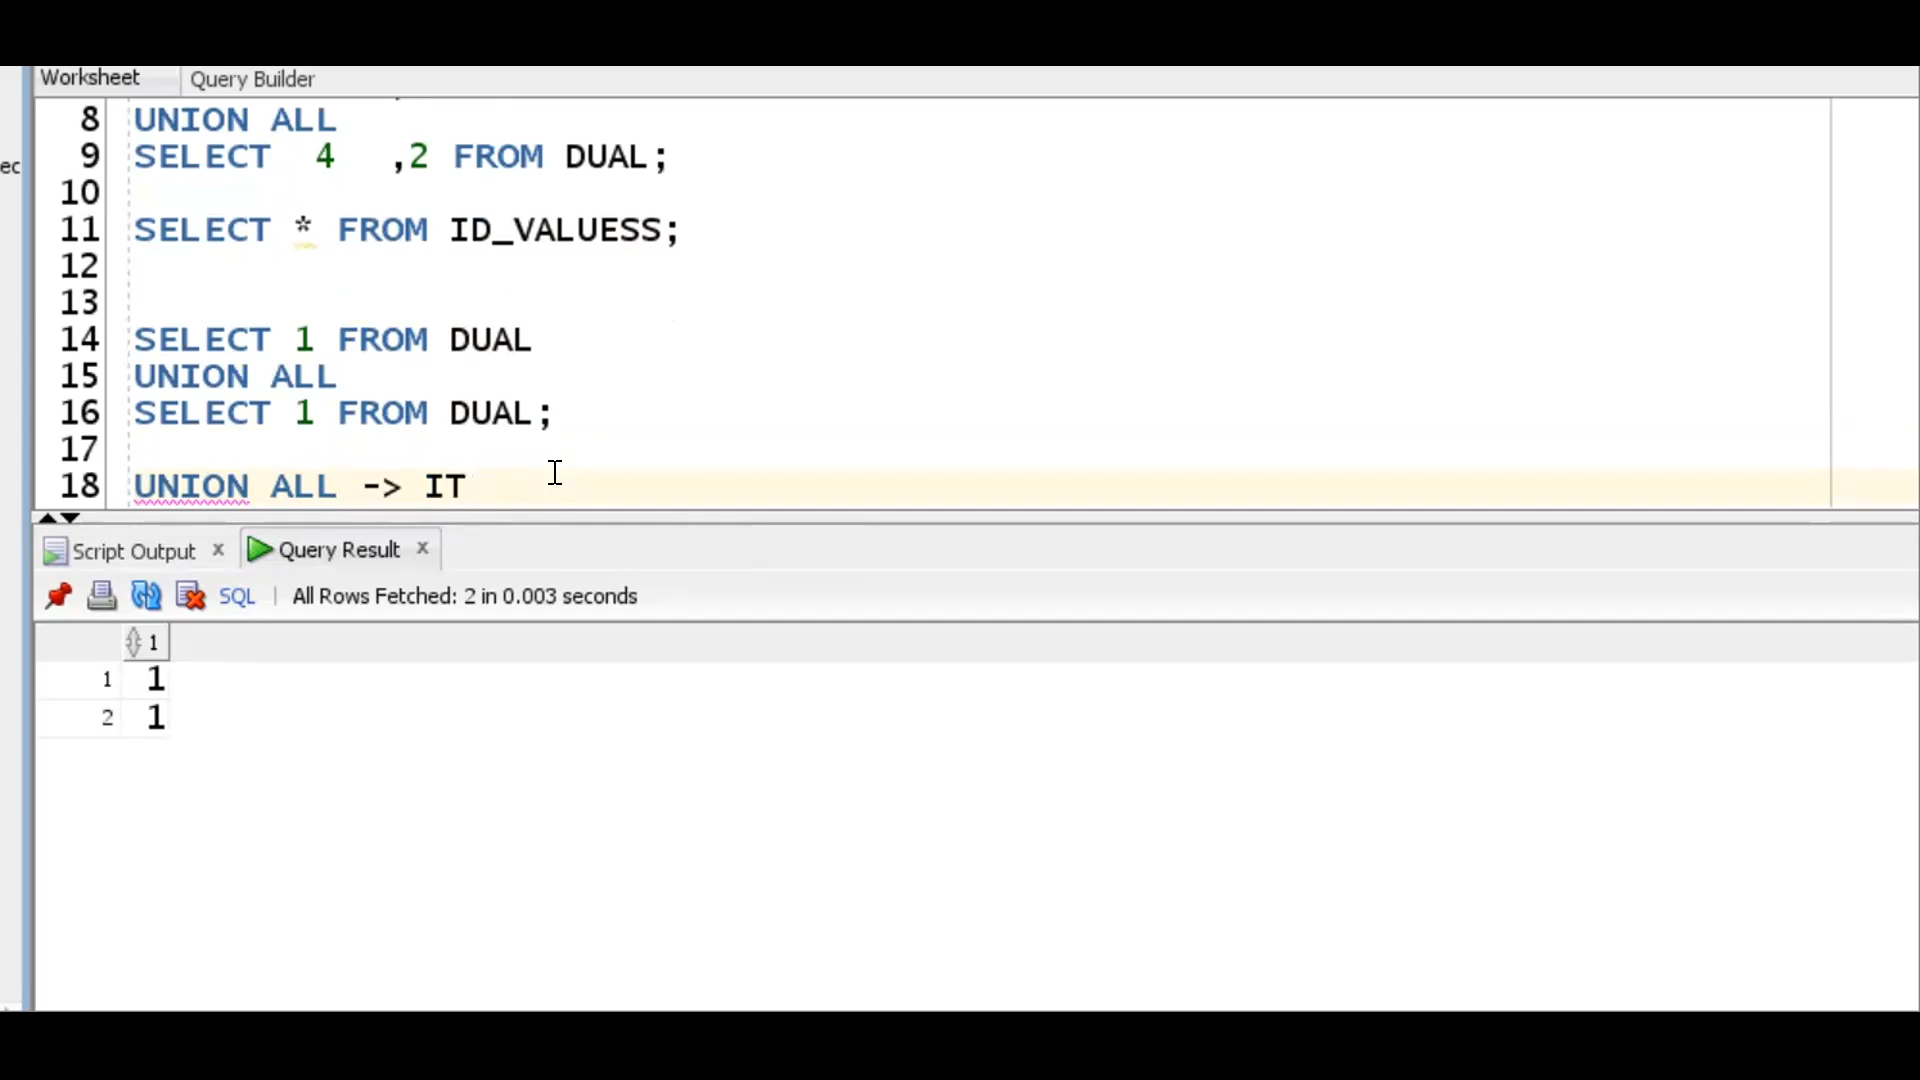 Worksheet Query Builder
ec
8 UNION ALL
9 SELECT 4 ,2 FROM DUAL;
10
11 SELECT * FROM ID_VALUESS;
12
13
14 SELECT 1 FROM DUAL
15 UNION ALL
16 SELECT 1 FROM DUAL;
17
18 UNION ALL -> IT
Script Output x Query Result x
SQL | All Rows Fetched: 2 in 0.003 seconds
1
1 1
2 1